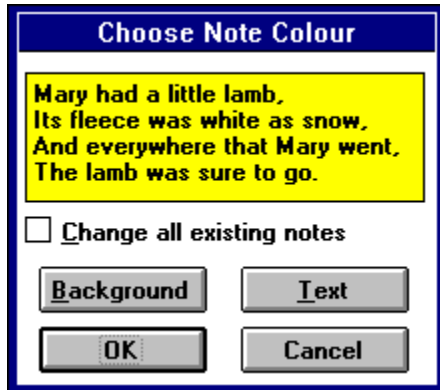 Choose Note Colour
Mary had a little lamb,
Its fleece was white as snow,
And everywhere that Mary went,
The lamb was sure to go.
Change all existing notes
Background Text
OK Cancel